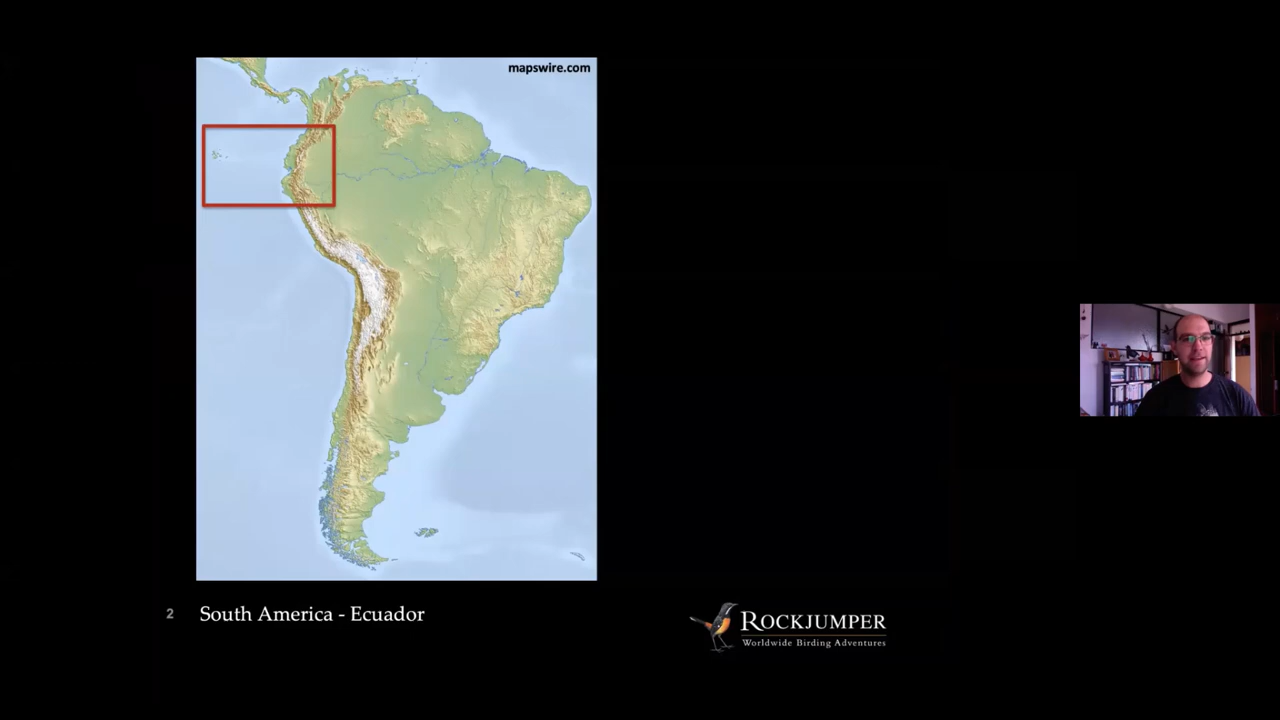 mapswire.com
2
South America - Ecuador
ROCKJUMPER
Worldwide Birding Adventures